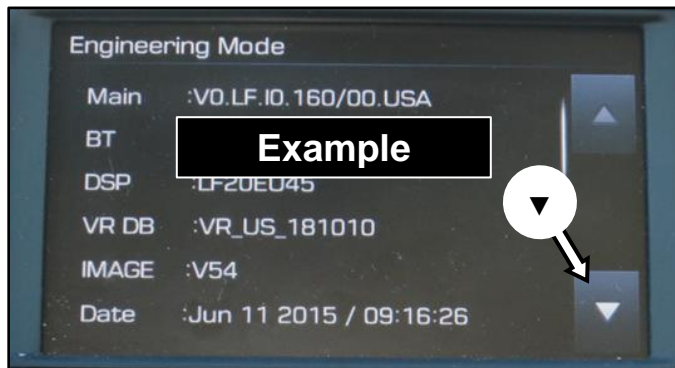 Engineering Mode
Main :V0.LF.I0.160/00.USA
BT
Example
DSP :LF20EU45
VR DB :VR_US_181010
IMAGE :V54
Date :Jun 11 2015 / 09:16:26